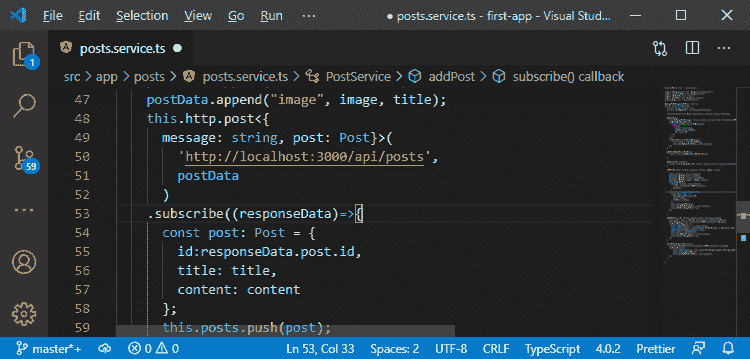 File Edit Selection View Go Run ··· ● posts.service.ts - first-app - Visual Stud...
posts.service.ts ●
src > app > posts > posts.service.ts > PostService > addPost > subscribe() callback
47 postData.append("image", image, title);
48 this.http.post<{
49 message: string, post: Post}>(
50 'http://localhost:3000/api/posts',
51 postData
52 )
53 .subscribe((responseData)=>{
54 const post: Post = {
55 id:responseData.post.id,
56 title: title,
57 content: content
58 };
59 this.posts.push(post);
1
59
master*+ 0 0 Ln 53, Col 33 Spaces: 2 UTF-8 CRLF TypeScript 4.0.2 Prettier